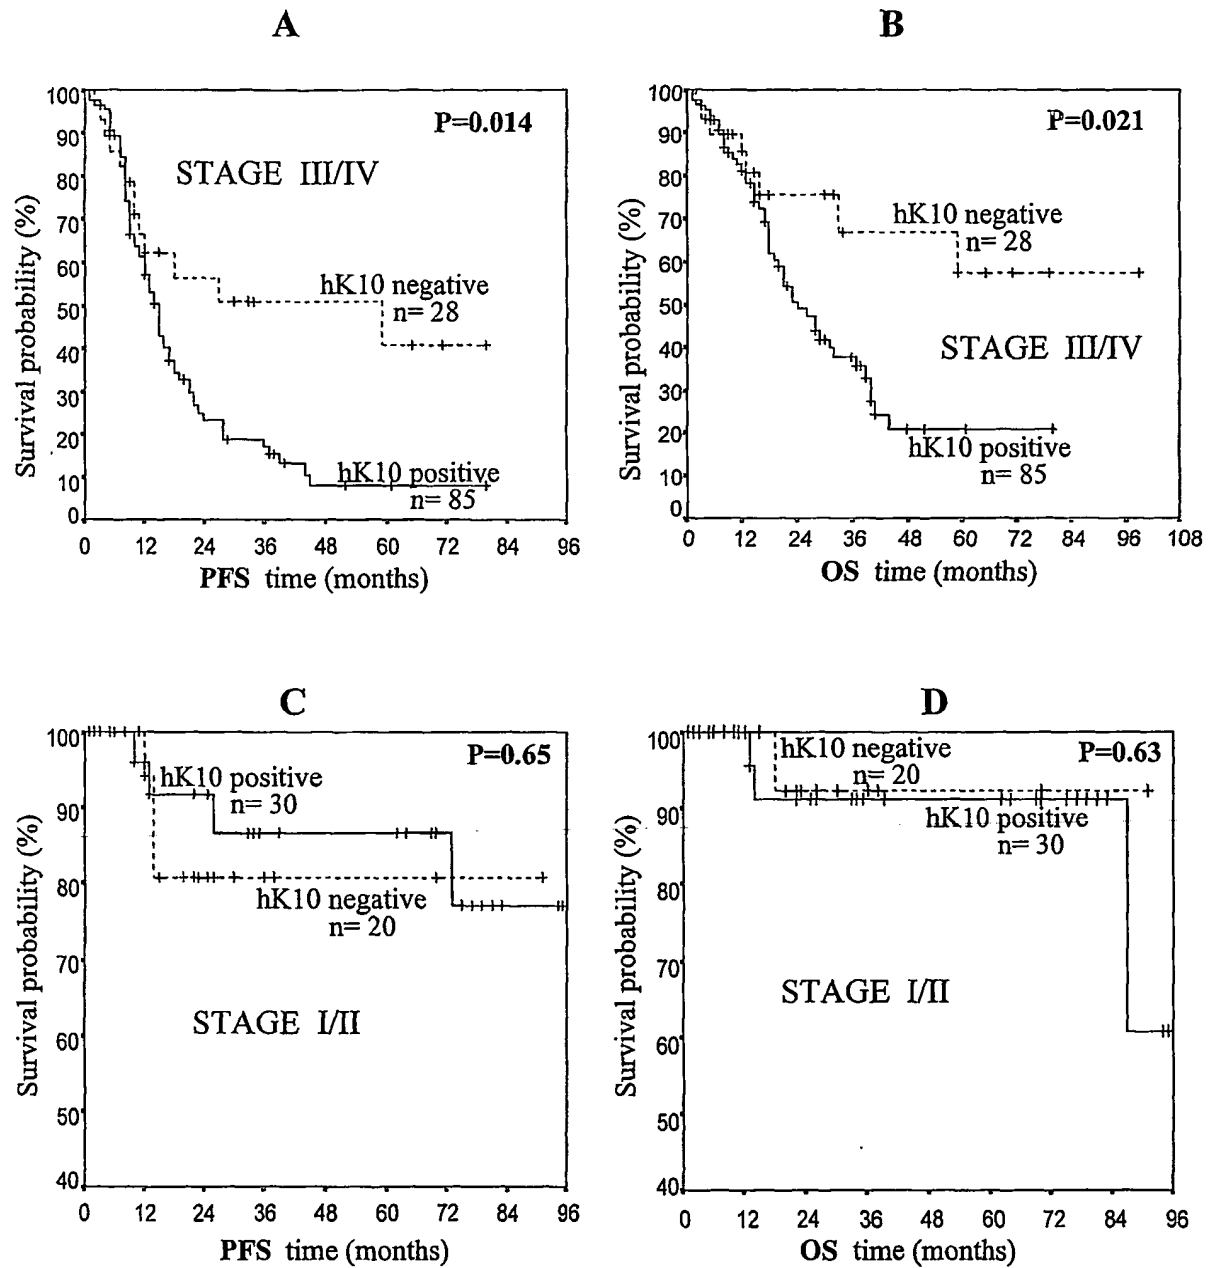 A
Survival probability (%)
100
90
80
70
60
50
40
30
20
10
0
P=0.014
STAGE III/IV
hK10 negative
n= 28
hK10 positive
n= 85
0 12 24 36 48 60 72 84 96
PFS time (months)
B
Survival probability (%)
100
90
80
70
60
50
40
30
20
10
0
P=0.021
hK10 negative
n= 28
STAGE III/IV
hK10 positive
n= 85
0 12 24 36 48 60 72 84 96 108
OS time (months)
C
Survival probability (%)
100
90
80
70
60
50
40
P=0.65
hK10 positive
n= 30
hK10 negative
n= 20
STAGE I/II
0 12 24 36 48 60 72 84 96
PFS time (months)
D
Survival probability (%)
100
90
80
70
60
50
40
hK10 negative
n= 20
P=0.63
hK10 positive
n= 30
STAGE I/II
0 12 24 36 48 60 72 84 96
OS time (months)